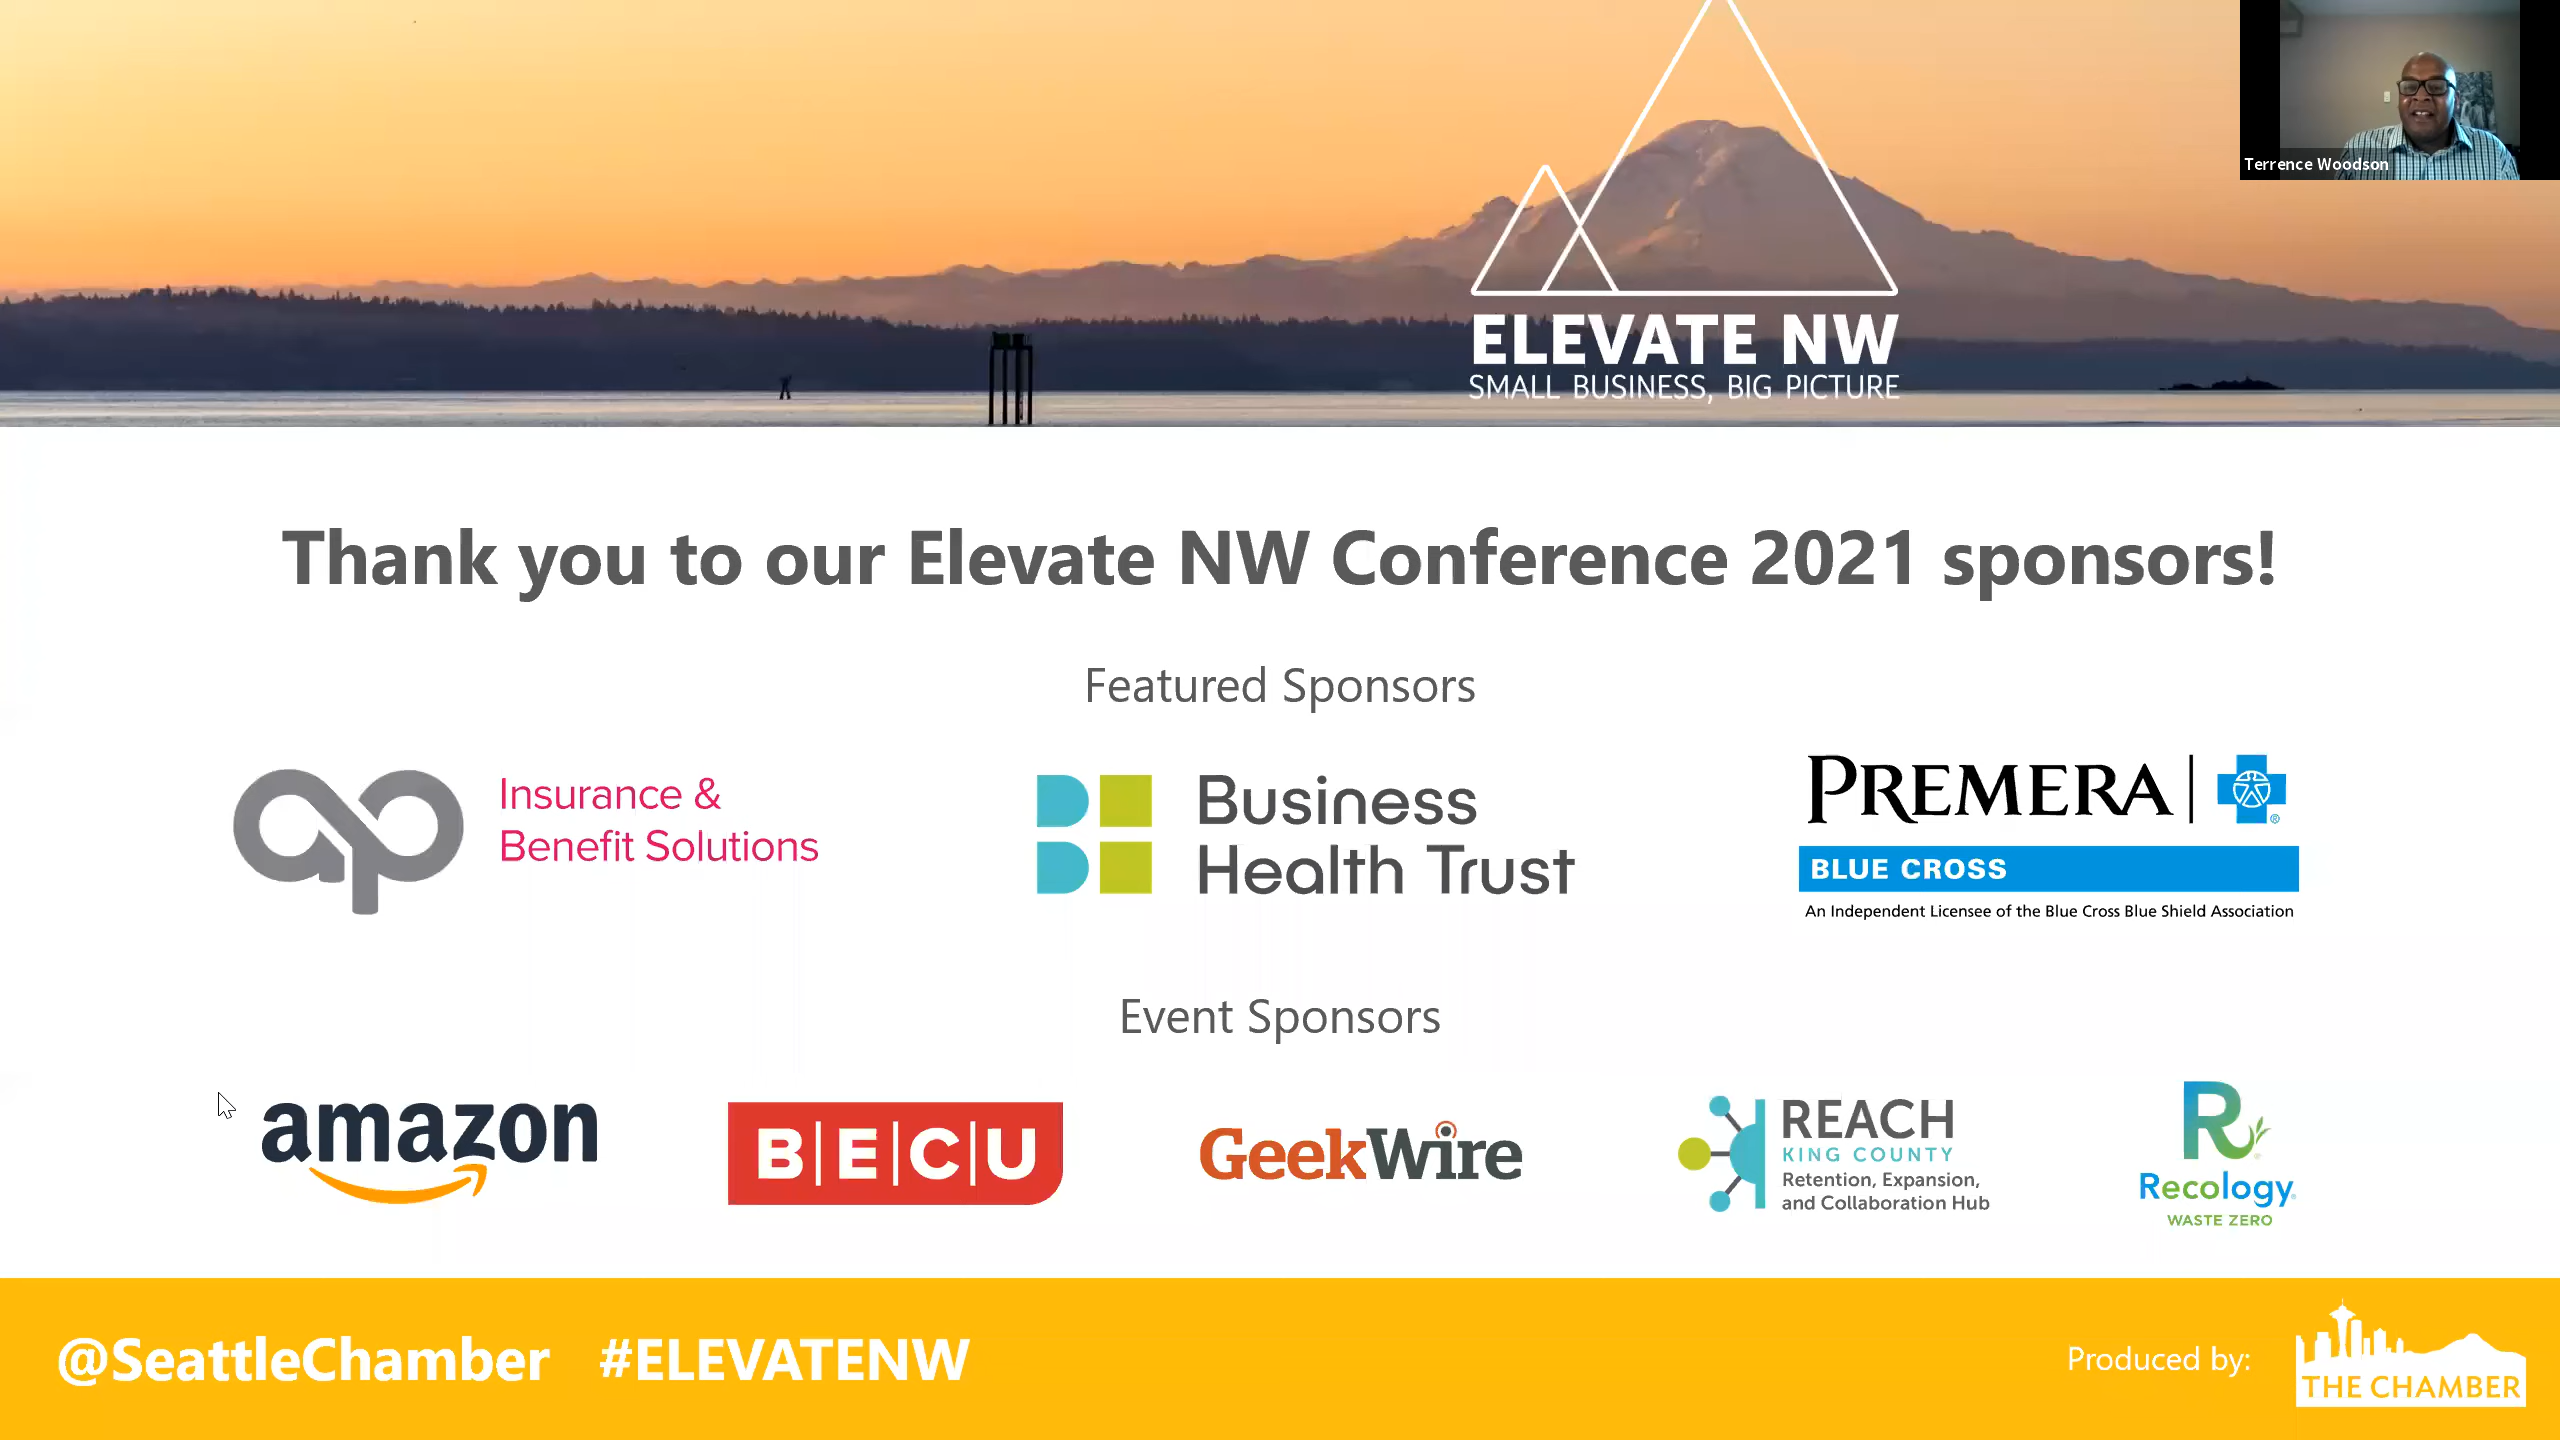 Terrence Woodson
ELEVATE NW
SMALL BUSINESS, BIG PICTURE
Thank you to our Elevate NW Conference 2021 sponsors!
Featured Sponsors
ap
Insurance &
Benefit Solutions
Business
Health Trust
PREMERA
®
BLUE CROSS
An Independent Licensee of the Blue Cross Blue Shield Association
Event Sponsors
amazon
B|E|C|U
GeekWire
REACH
KING COUNTY
Retention, Expansion,
and Collaboration Hub
R
Recology
WASTE ZERO
@SeattleChamber #ELEVATENW
Produced by:
THE CHAMBER